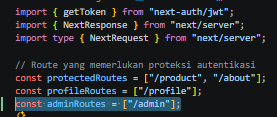 import { getToken } from "next-auth/jwt";
import { NextResponse } from "next/server";
import type { NextRequest } from "next/server";
// Route yang memerlukan proteksi autentikasi
const protectedRoutes = ["/product", "/about"];
const profileRoutes = ["/profile"];
const adminRoutes = ["/admin"];